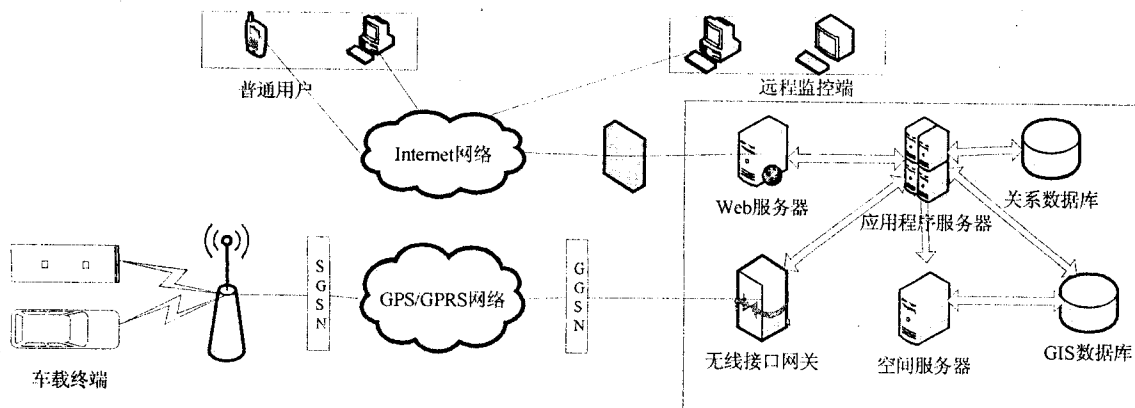 普通用户
远程监控端
Internet网络
Web服务器
应用程序服务器
关系数据库
SGSN
GPS/GPRS网络
GGSN
无线接口网关
空间服务器
GIS数据库
车载终端